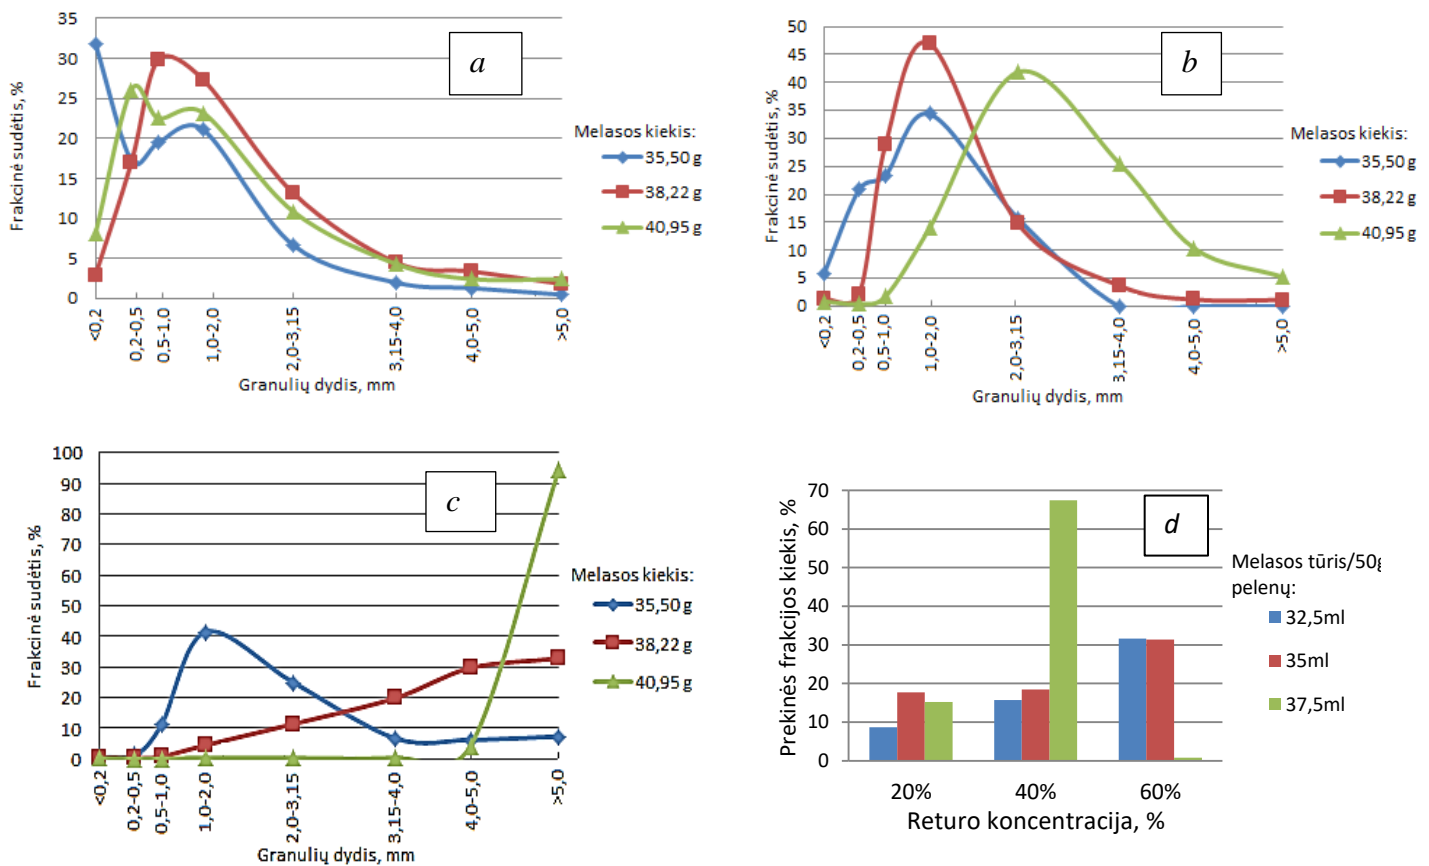 a
35
30
25
20
15
10
5
0
Frakcinė sudėtis, %
<0,2
0,2-0,5
0,5-1,0
1,0-2,0
2,0-3,15
3,15-4,0
4,0-5,0
>5,0
Granulių dydis, mm
Melasos kiekis:
35,50 g
38,22 g
40,95 g
b
50
45
40
35
30
25
20
15
10
5
0
Frakcinė sudėtis, %
<0,2
0,2-0,5
0,5-1,0
1,0-2,0
2,0-3,15
3,15-4,0
4,0-5,0
>5,0
Granulių dydis, mm
Melasos kiekis:
35,50 g
38,22 g
40,95 g
c
100
90
80
70
60
50
40
30
20
10
0
Frakcinė sudėtis, %
<0,2
0,2-0,5
0,5-1,0
1,0-2,0
2,0-3,15
3,15-4,0
4,0-5,0
>5,0
Granulių dydis, mm
Melasos kiekis:
35,50 g
38,22 g
40,95 g
d
70
60
50
40
30
20
10
0
Prekinės frakcijos kiekis, %
20%
40%
60%
Returo koncentracija, %
Melasos tūris/50g
pelenų:
32,5ml
35ml
37,5ml